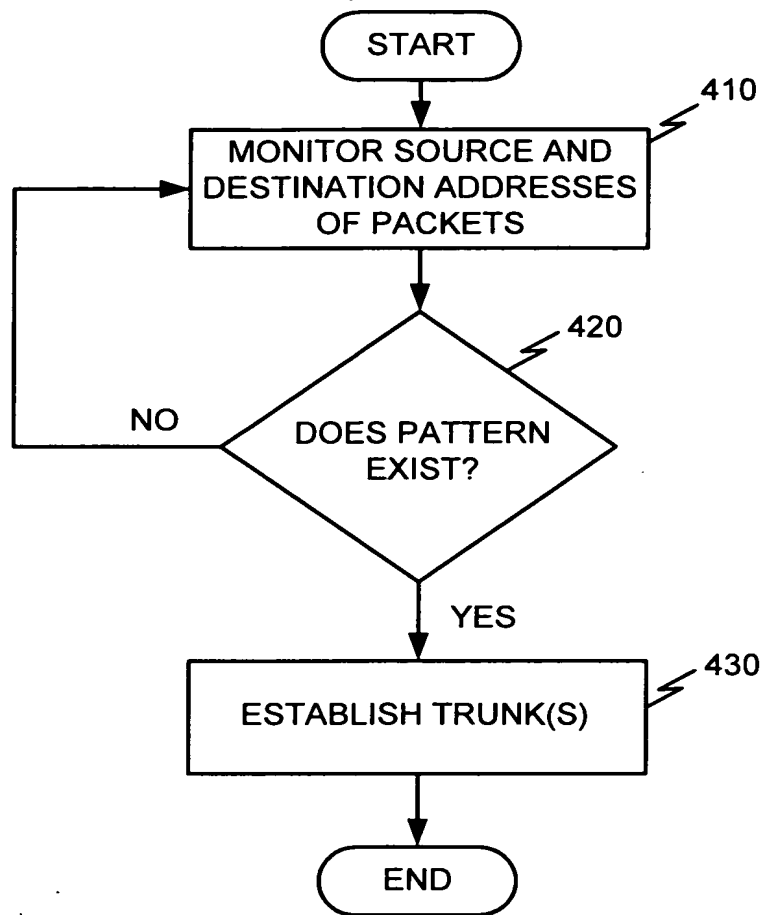 START
410
MONITOR SOURCE AND
DESTINATION ADDRESSES
OF PACKETS
420
NO
DOES PATTERN
EXIST?
YES
430
ESTABLISH TRUNK(S)
END